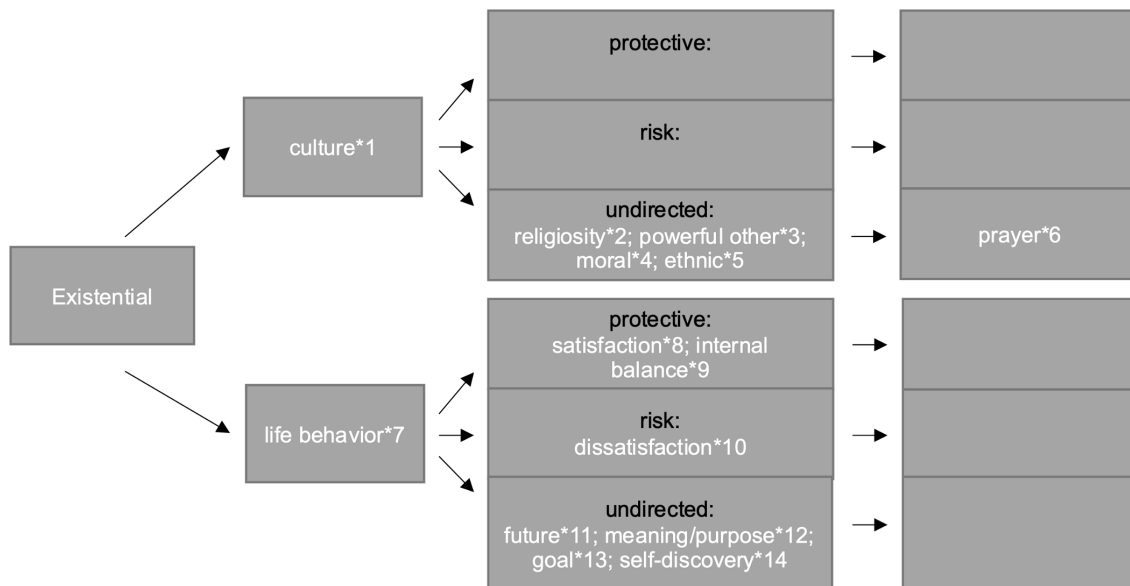 protective:
risk:
culture*1
undirected:
religiosity*2; powerful other*3;
moral*4; ethnic*5
prayer*6
Existential
protective:
satisfaction*8; internal
balance*9
life behavior*7
risk:
dissatisfaction*10
undirected:
future*11; meaning/purpose*12;
goal*13; self-discovery*14